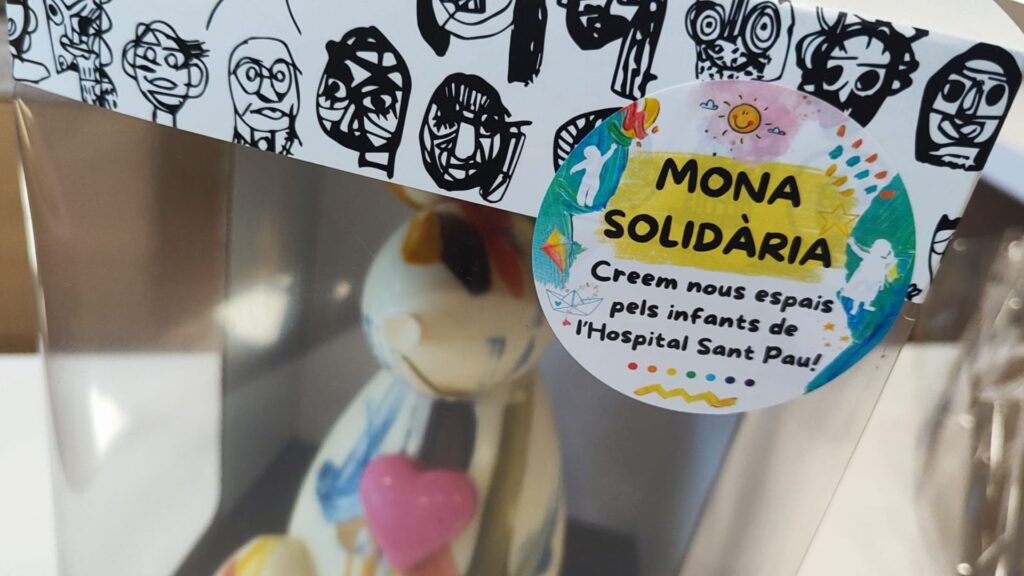 MONA
SOLIDÀRIA
Creem nous espais
pels infants de
l'Hospital Sant Pau!